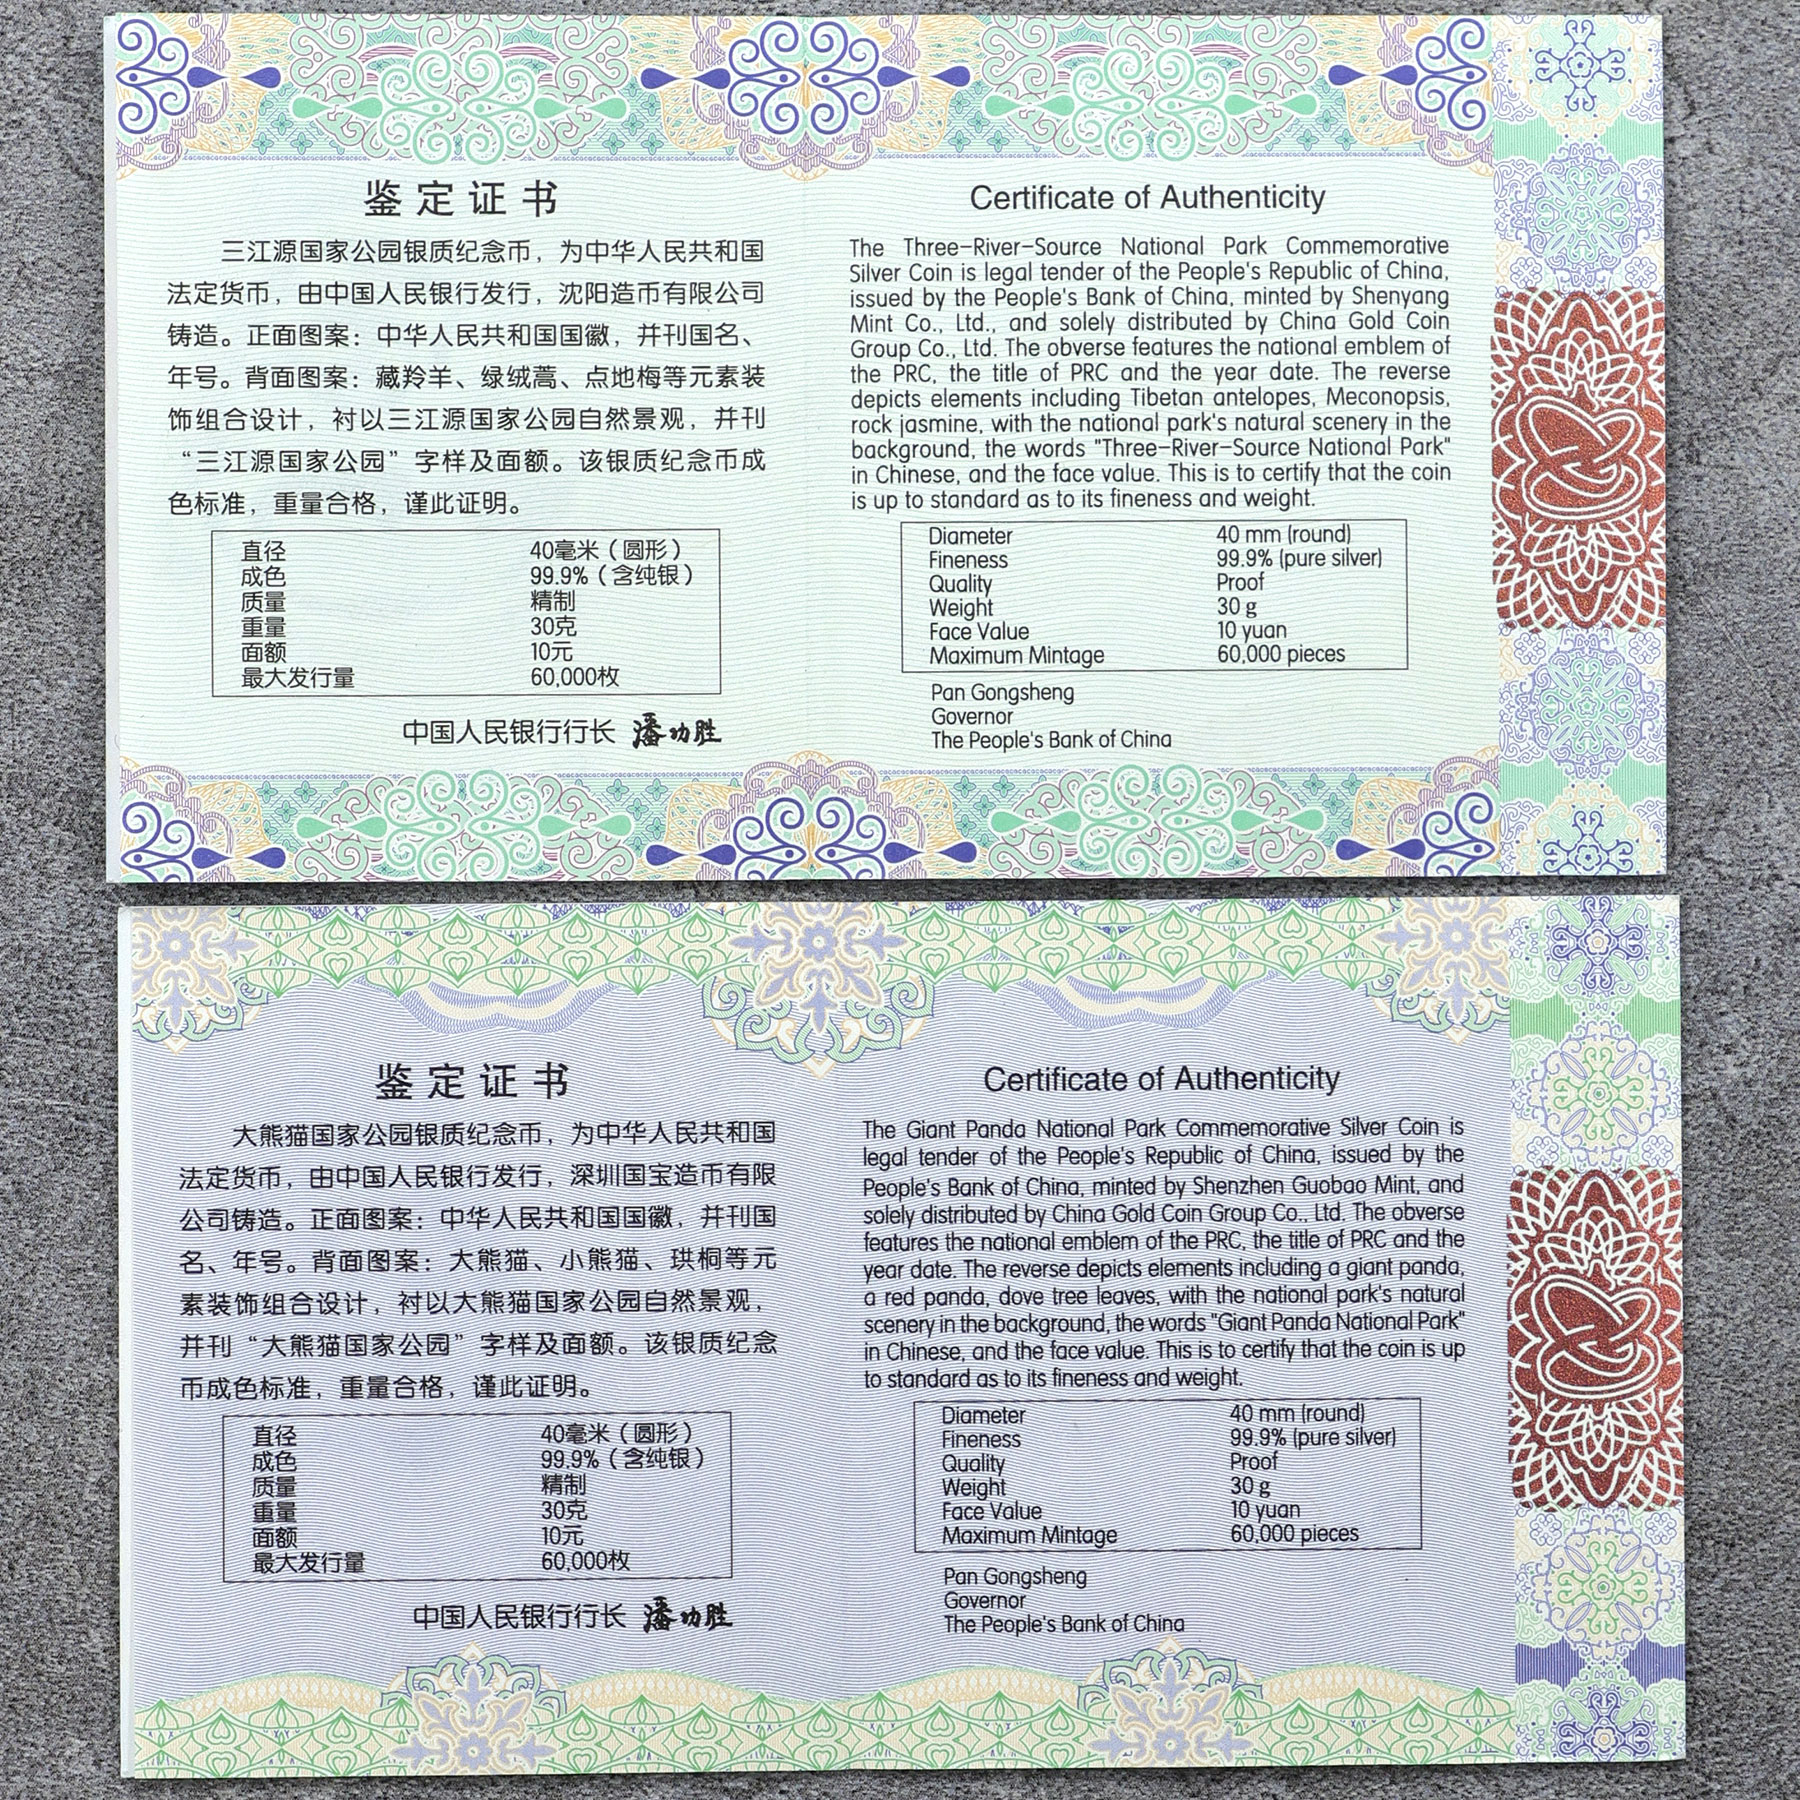 鉴定证书
三江源国家公园银质纪念币，为中华人民共和国
法定货币，由中国人民银行发行，沈阳造币有限公司
铸造。正面图案：中华人民共和国国徽，并刊国名、
年号。背面图案：藏羚羊、绿绒蒿、点地梅等元素装
饰组合设计，衬以三江源国家公园自然景观，并刊
“三江源国家公园”字样及面额。该银质纪念币成
色标准，重量合格，谨此证明。
直径 40毫米（圆形）
成色 99.9%（含纯银）
质量 精制
重量 30克
面额 10元
最大发行量 60,000枚
中国人民银行行长 潘功胜
Certificate of Authenticity
The Three-River-Source National Park Commemorative
Silver Coin is legal tender of the People's Republic of China,
issued by the People's Bank of China, minted by Shenyang
Mint Co., Ltd., and solely distributed by China Gold Coin
Group Co., Ltd. The obverse features the national emblem of
the PRC, the title of PRC and the year date. The reverse
depicts elements including Tibetan antelopes, Meconopsis,
rock jasmine, with the national park's natural scenery in the
background, the words "Three-River-Source National Park"
in Chinese, and the face value. This is to certify that the coin
is up to standard as to its fineness and weight.
Diameter 40 mm (round)
Fineness 99.9% (pure silver)
Quality Proof
Weight 30 g
Face Value 10 yuan
Maximum Mintage 60,000 pieces
Pan Gongsheng
Governor
The People's Bank of China
鉴定证书
大熊猫国家公园银质纪念币，为中华人民共和国
法定货币，由中国人民银行发行，深圳国宝造币有限
公司铸造。正面图案：中华人民共和国国徽，并刊国
名、年号。背面图案：大熊猫、小熊猫、珙桐等元
素装饰组合设计，衬以大熊猫国家公园自然景观，
并刊“大熊猫国家公园”字样及面额。该银质纪念
币成色标准，重量合格，谨此证明。
直径 40毫米（圆形）
成色 99.9%（含纯银）
质量 精制
重量 30克
面额 10元
最大发行量 60,000枚
中国人民银行行长 潘功胜
Certificate of Authenticity
The Giant Panda National Park Commemorative Silver Coin is
legal tender of the People's Republic of China, issued by the
People's Bank of China, minted by Shenzhen Guobao Mint, and
solely distributed by China Gold Coin Group Co., Ltd. The obverse
features the national emblem of the PRC, the title of PRC and the
year date. The reverse depicts elements including a giant panda,
a red panda, dove tree leaves, with the national park's natural
scenery in the background, the words "Giant Panda National Park"
in Chinese, and the face value. This is to certify that the coin is up
to standard as to its fineness and weight.
Diameter 40 mm (round)
Fineness 99.9% (pure silver)
Quality Proof
Weight 30 g
Face Value 10 yuan
Maximum Mintage 60,000 pieces
Pan Gongsheng
Governor
The People's Bank of China